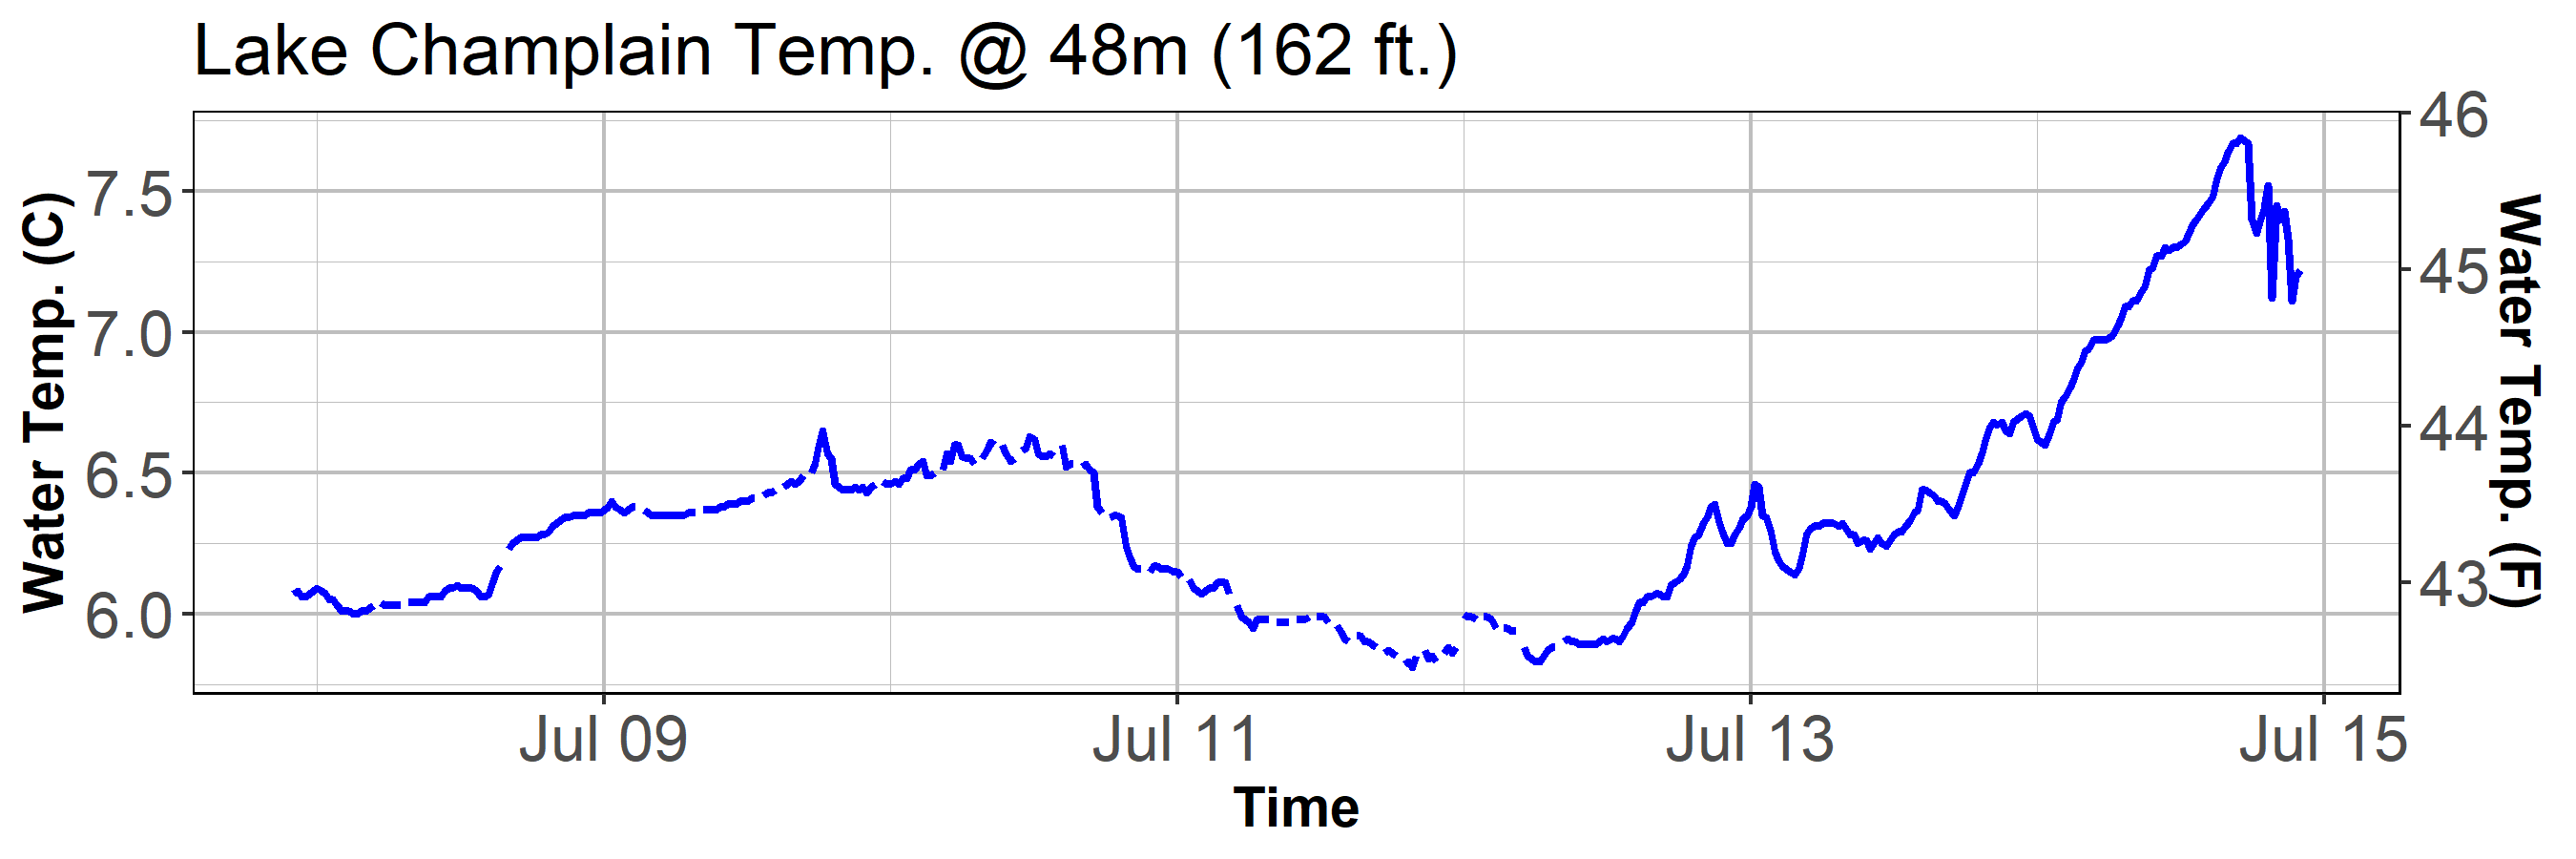 Lake Champlain Temp. @ 48m (162 ft.)
Water Temp. (C)
7.5
7.0
6.5
6.0
46
45
44
43
Water Temp. (F)
Jul 09 Jul 11 Jul 13 Jul 15
Time